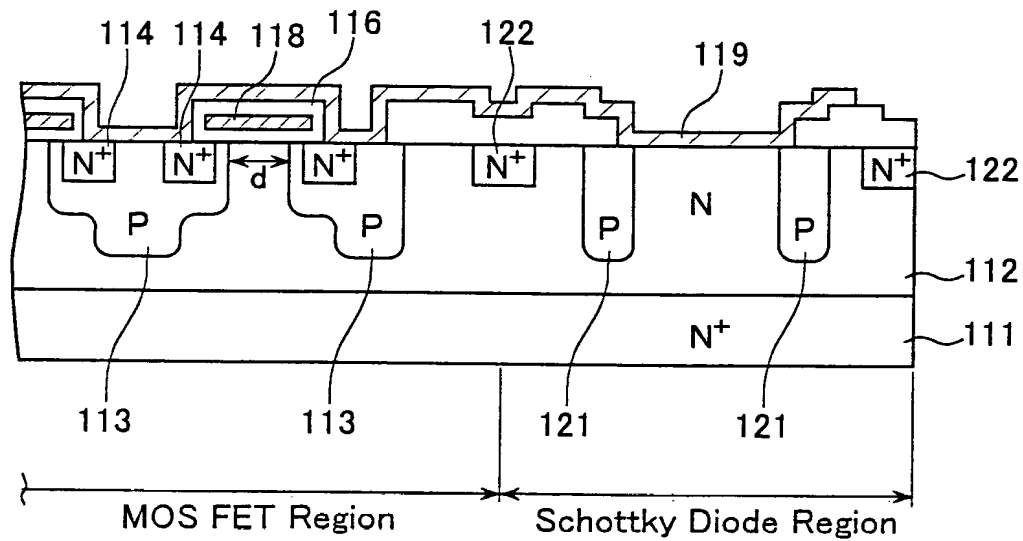 114 114 118 116 122 119
N+ N+ N+ N+ N+ 122
d
P P P N P
112
N+ 111
113 113 121 121
MOS FET Region Schottky Diode Region